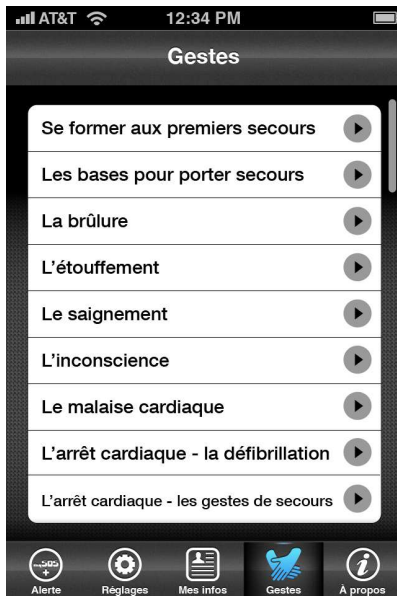 AT&T 12:34 PM
Gestes
Se former aux premiers secours
Les bases pour porter secours
La brûlure
L'étouffement
Le saignement
L'inconscience
Le malaise cardiaque
L'arrêt cardiaque - la défibrillation
L'arrêt cardiaque - les gestes de secours
mySOS
+
Alerte Réglages Mes infos Gestes À propos